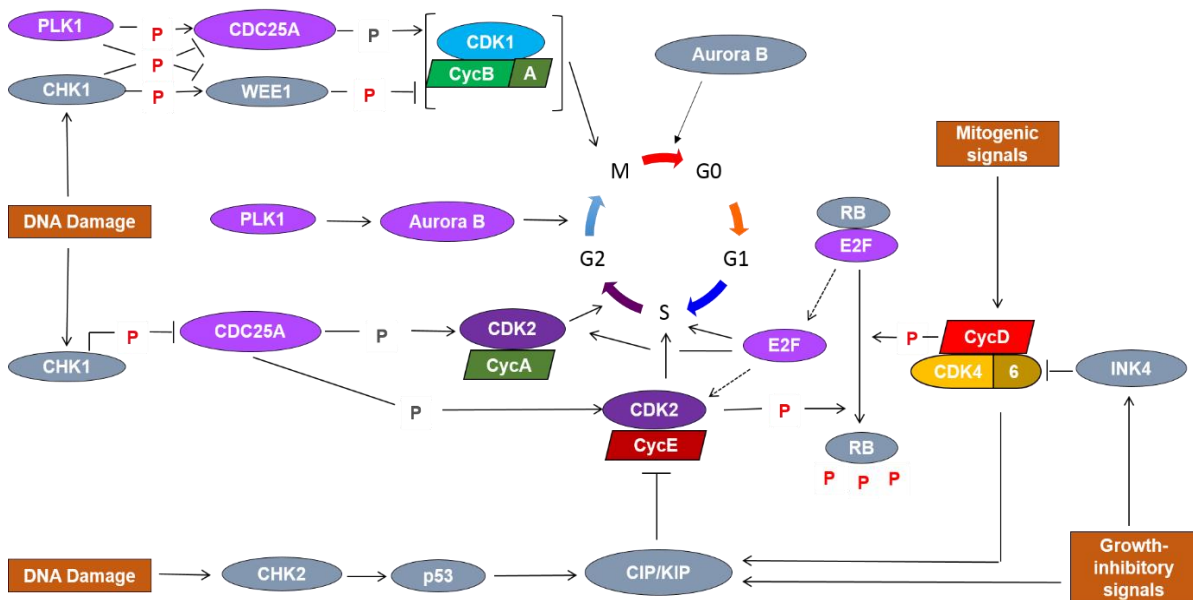 PLK1
P
CDC25A
P
CDK1
CycB
A
Aurora B
P
CHK1
P
WEE1
P
Mitogenic
signals
M
G0
DNA Damage
PLK1
Aurora B
RB
E2F
G2
G1
S
CHK1
P
CDC25A
P
CDK2
CycA
E2F
P
CycD
CDK4
6
INK4
P
CDK2
CycE
P
RB
P
P
P
DNA Damage
CHK2
p53
CIP/KIP
Growth-
inhibitory
signals